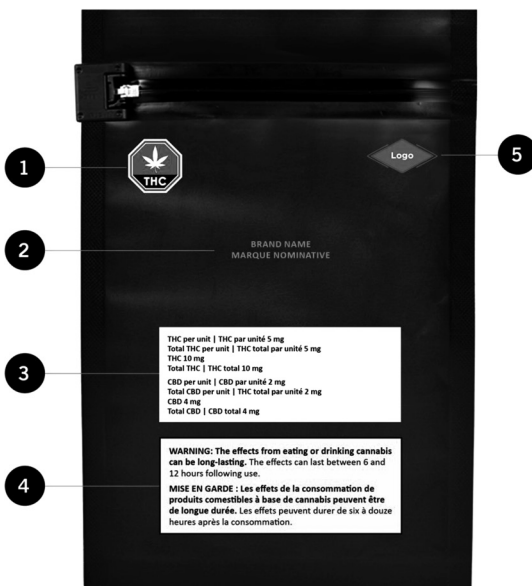 1
THC
Logo
5
2
BRAND NAME
MARQUE NOMINATIVE
3
THC per unit | THC par unité 5 mg
Total THC per unit | THC total par unité 5 mg
THC 10 mg
Total THC | THC total 10 mg
CBD per unit | CBD par unité 2 mg
Total CBD per unit | THC total par unité 2 mg
CBD 4 mg
Total CBD | CBD total 4 mg
4
WARNING: The effects from eating or drinking cannabis
can be long-lasting. The effects can last between 6 and
12 hours following use.
MISE EN GARDE : Les effets de la consommation de
produits comestibles à base de cannabis peuvent être
de longue durée. Les effets peuvent durer de six à douze
heures après la consommation.